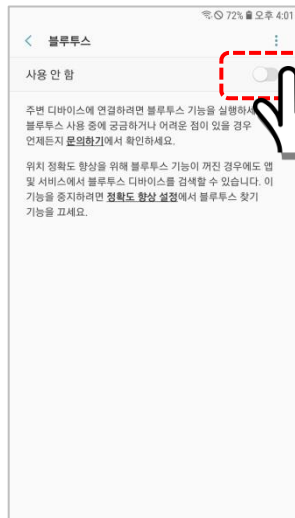 72% 오후 4:01
블루투스
사용 안 함
주변 디바이스에 연결하려면 블루투스 기능을 실행하세
블루투스 사용 중에 궁금하거나 어려운 점이 있을 경우
언제든지 문의하기에서 확인하세요.
위치 정확도 향상을 위해 블루투스 기능이 꺼진 경우에도 앱
및 서비스에서 블루투스 디바이스를 검색할 수 있습니다. 이
기능을 중지하려면 정확도 향상 설정에서 블루투스 찾기
기능을 끄세요.